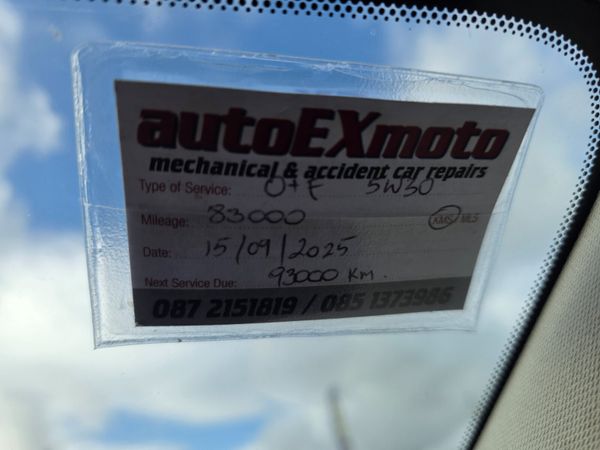 autoEXmoto
mechanical & accident car repairs
Type of Service: O+F 5W30
Mileage: 83000 KMS MLS
Date: 15/09/2025
Next Service Due: 93000 Km.
087 2151819 / 085 1373986